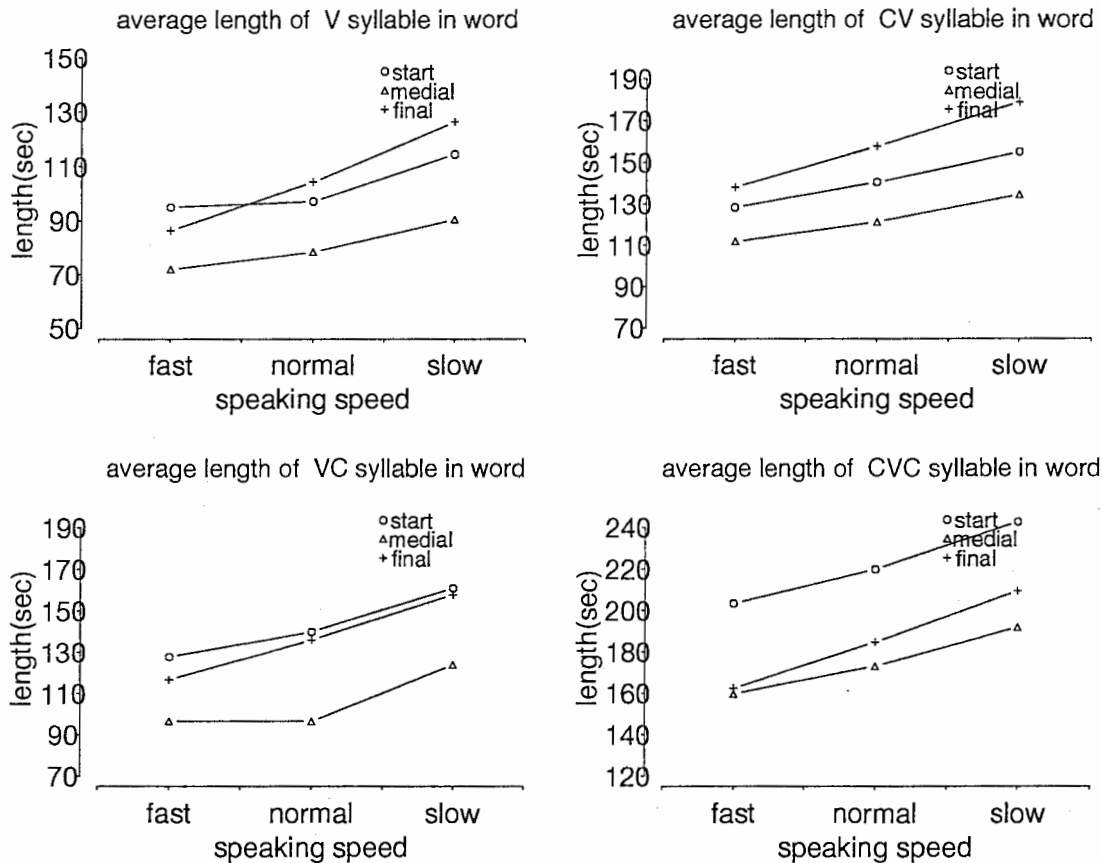 average length of V syllable in word
150
130
110
90
70
50
length(sec)
start
medial
final
fast normal slow
speaking speed
average length of CV syllable in word
190
170
150
130
110
90
70
length(sec)
start
medial
final
fast normal slow
speaking speed
average length of VC syllable in word
190
170
150
130
110
90
70
length(sec)
start
medial
final
fast normal slow
speaking speed
average length of CVC syllable in word
240
220
200
180
160
140
120
length(sec)
start
medial
final
fast normal slow
speaking speed